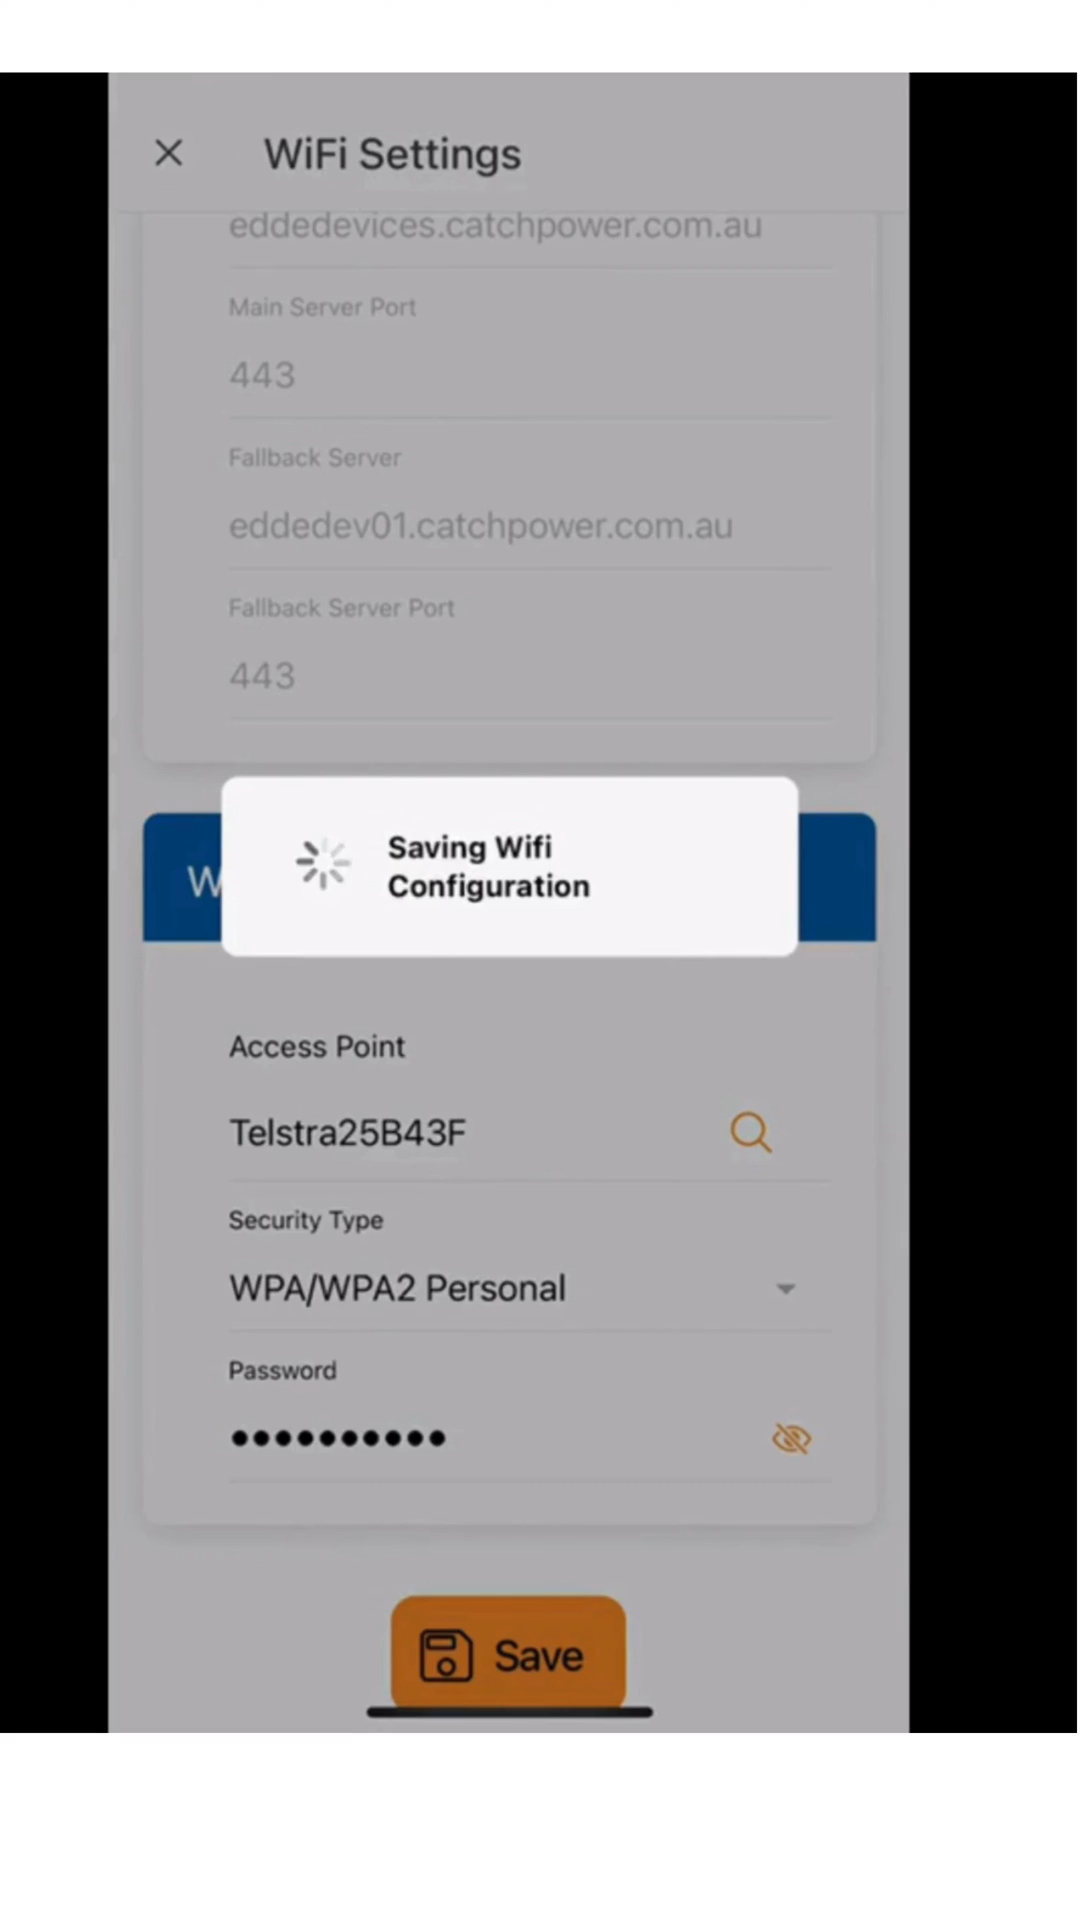 WiFi Settings
eddedevices.catchpower.com.au
Main Server Port
443
Fallback Server
eddedev01.catchpower.com.au
Fallback Server Port
443
W
Saving Wifi
Configuration
Access Point
Telstra25B43F
Security Type
WPA/WPA2 Personal
Password
●●●●●●●●●●
Save